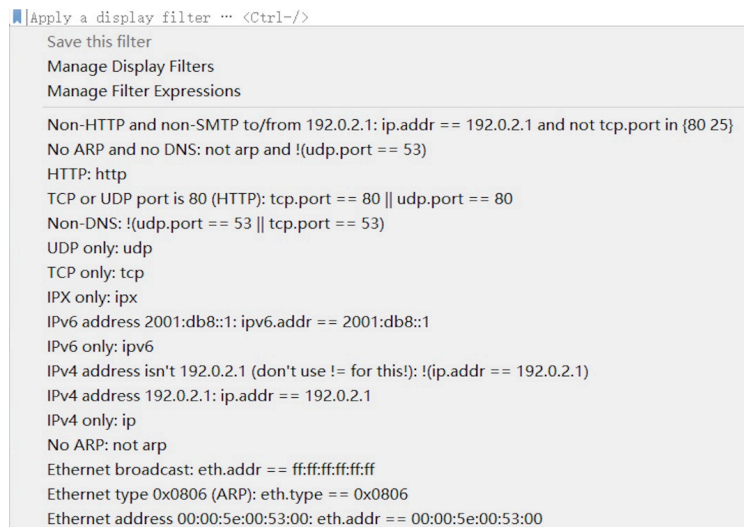 Apply a display filter … <Ctrl-/>
Save this filter
Manage Display Filters
Manage Filter Expressions
Non-HTTP and non-SMTP to/from 192.0.2.1: ip.addr == 192.0.2.1 and not tcp.port in {80 25}
No ARP and no DNS: not arp and !(udp.port == 53)
HTTP: http
TCP or UDP port is 80 (HTTP): tcp.port == 80 || udp.port == 80
Non-DNS: !(udp.port == 53 || tcp.port == 53)
UDP only: udp
TCP only: tcp
IPX only: ipx
IPv6 address 2001:db8::1: ipv6.addr == 2001:db8::1
IPv6 only: ipv6
IPv4 address isn't 192.0.2.1 (don't use != for this!): !(ip.addr == 192.0.2.1)
IPv4 address 192.0.2.1: ip.addr == 192.0.2.1
IPv4 only: ip
No ARP: not arp
Ethernet broadcast: eth.addr == ff:ff:ff:ff:ff:ff
Ethernet type 0x0806 (ARP): eth.type == 0x0806
Ethernet address 00:00:5e:00:53:00: eth.addr == 00:00:5e:00:53:00